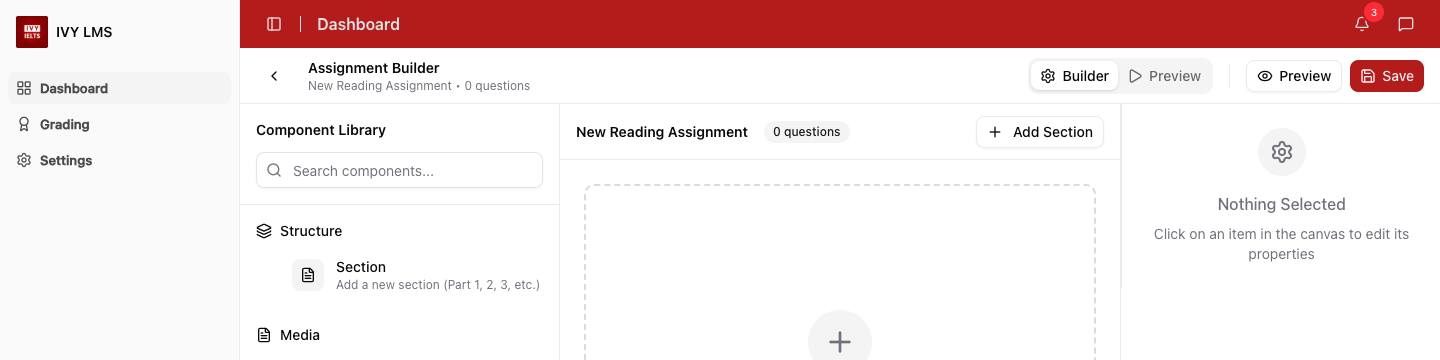 IVY
IELTS
IVY LMS
Dashboard
Grading
Settings
Dashboard
3
Assignment Builder
New Reading Assignment • 0 questions
Builder
Preview
Preview
Save
Component Library
Search components...
Structure
Section
Add a new section (Part 1, 2, 3, etc.)
Media
New Reading Assignment
0 questions
Add Section
Nothing Selected
Click on an item in the canvas to edit its
properties